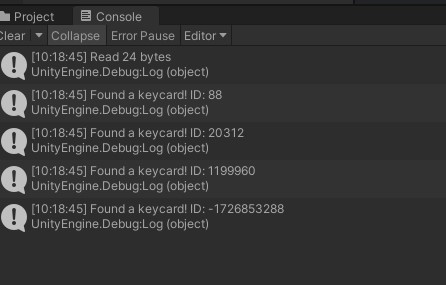 Project Console
Clear Collapse Error Pause Editor
[10:18:45] Read 24 bytes
UnityEngine.Debug:Log (object)
[10:18:45] Found a keycard! ID: 88
UnityEngine.Debug:Log (object)
[10:18:45] Found a keycard! ID: 20312
UnityEngine.Debug:Log (object)
[10:18:45] Found a keycard! ID: 1199960
UnityEngine.Debug:Log (object)
[10:18:45] Found a keycard! ID: -1726853288
UnityEngine.Debug:Log (object)